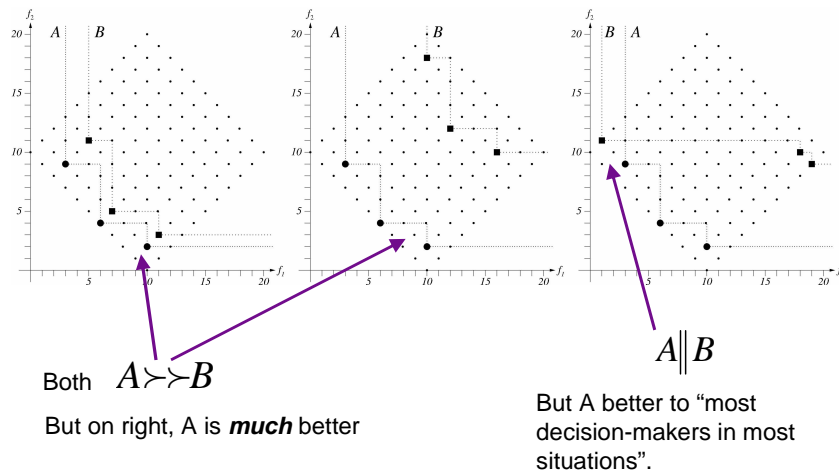 f₂
A B
20
15
10
5
5 10 15 20 f₁
f₂
A B
20
15
10
5
5 10 15 20 f₁
f₂
B A
20
15
10
5
5 10 15 20
Both A≻≻B
But on right, A is much better
A||B
But A better to “most
decision-makers in most
situations”.